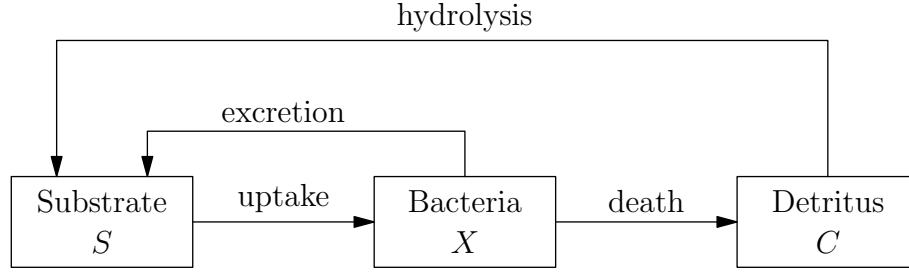 hydrolysis
excretion
Substrate
S
uptake
Bacteria
X
death
Detritus
C